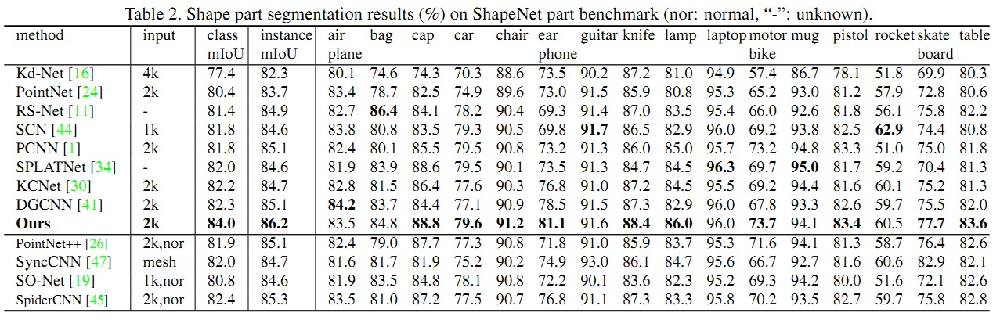 Table 2. Shape part segmentation results (%) on ShapeNet part benchmark (nor: normal, “-”: unknown).
method input class instance air bag cap car chair ear guitar knife lamp laptop motor mug pistol rocket skate table
mIoU mIoU plane phone bike board
Kd-Net [16] 4k 77.4 82.3 80.1 74.6 74.3 70.3 88.6 73.5 90.2 87.2 81.0 94.9 57.4 86.7 78.1 51.8 69.9 80.3
PointNet [24] 2k 80.4 83.7 83.4 78.7 82.5 74.9 89.6 73.0 91.5 85.9 80.8 95.3 65.2 93.0 81.2 57.9 72.8 80.6
RS-Net [11] - 81.4 84.9 82.7 86.4 84.1 78.2 90.4 69.3 91.4 87.0 83.5 95.4 66.0 92.6 81.8 56.1 75.8 82.2
SCN [44] 1k 81.8 84.6 83.8 80.8 83.5 79.3 90.5 69.8 91.7 86.5 82.9 96.0 69.2 93.8 82.5 62.9 74.4 80.8
PCNN [1] 2k 81.8 85.1 82.4 80.1 85.5 79.5 90.8 73.2 91.3 86.0 85.0 95.7 73.2 94.8 83.3 51.0 75.0 81.8
SPLATNet [34] - 82.0 84.6 81.9 83.9 88.6 79.5 90.1 73.5 91.3 84.7 84.5 96.3 69.7 95.0 81.7 59.2 70.4 81.3
KCNet [30] 2k 82.2 84.7 82.8 81.5 86.4 77.6 90.3 76.8 91.0 87.2 84.5 95.5 69.2 94.4 81.6 60.1 75.2 81.3
DGCNN [41] 2k 82.3 85.1 84.2 83.7 84.4 77.1 90.9 78.5 91.5 87.3 82.9 96.0 67.8 93.3 82.6 59.7 75.5 82.0
Ours 2k 84.0 86.2 83.5 84.8 88.8 79.6 91.2 81.1 91.6 88.4 86.0 96.0 73.7 94.1 83.4 60.5 77.7 83.6
PointNet++ [26] 2k,nor 81.9 85.1 82.4 79.0 87.7 77.3 90.8 71.8 91.0 85.9 83.7 95.3 71.6 94.1 81.3 58.7 76.4 82.6
SyncCNN [47] mesh 82.0 84.7 81.6 81.7 81.9 75.2 90.2 74.9 93.0 86.1 84.7 95.6 66.7 92.7 81.6 60.6 82.9 82.1
SO-Net [19] 1k,nor 80.8 84.6 81.9 83.5 84.8 78.1 90.8 72.2 90.1 83.6 82.3 95.2 69.3 94.2 80.0 51.6 72.1 82.6
SpiderCNN [45] 2k,nor 82.4 85.3 83.5 81.0 87.2 77.5 90.7 76.8 91.1 87.3 83.3 95.8 70.2 93.5 82.7 59.7 75.8 82.8